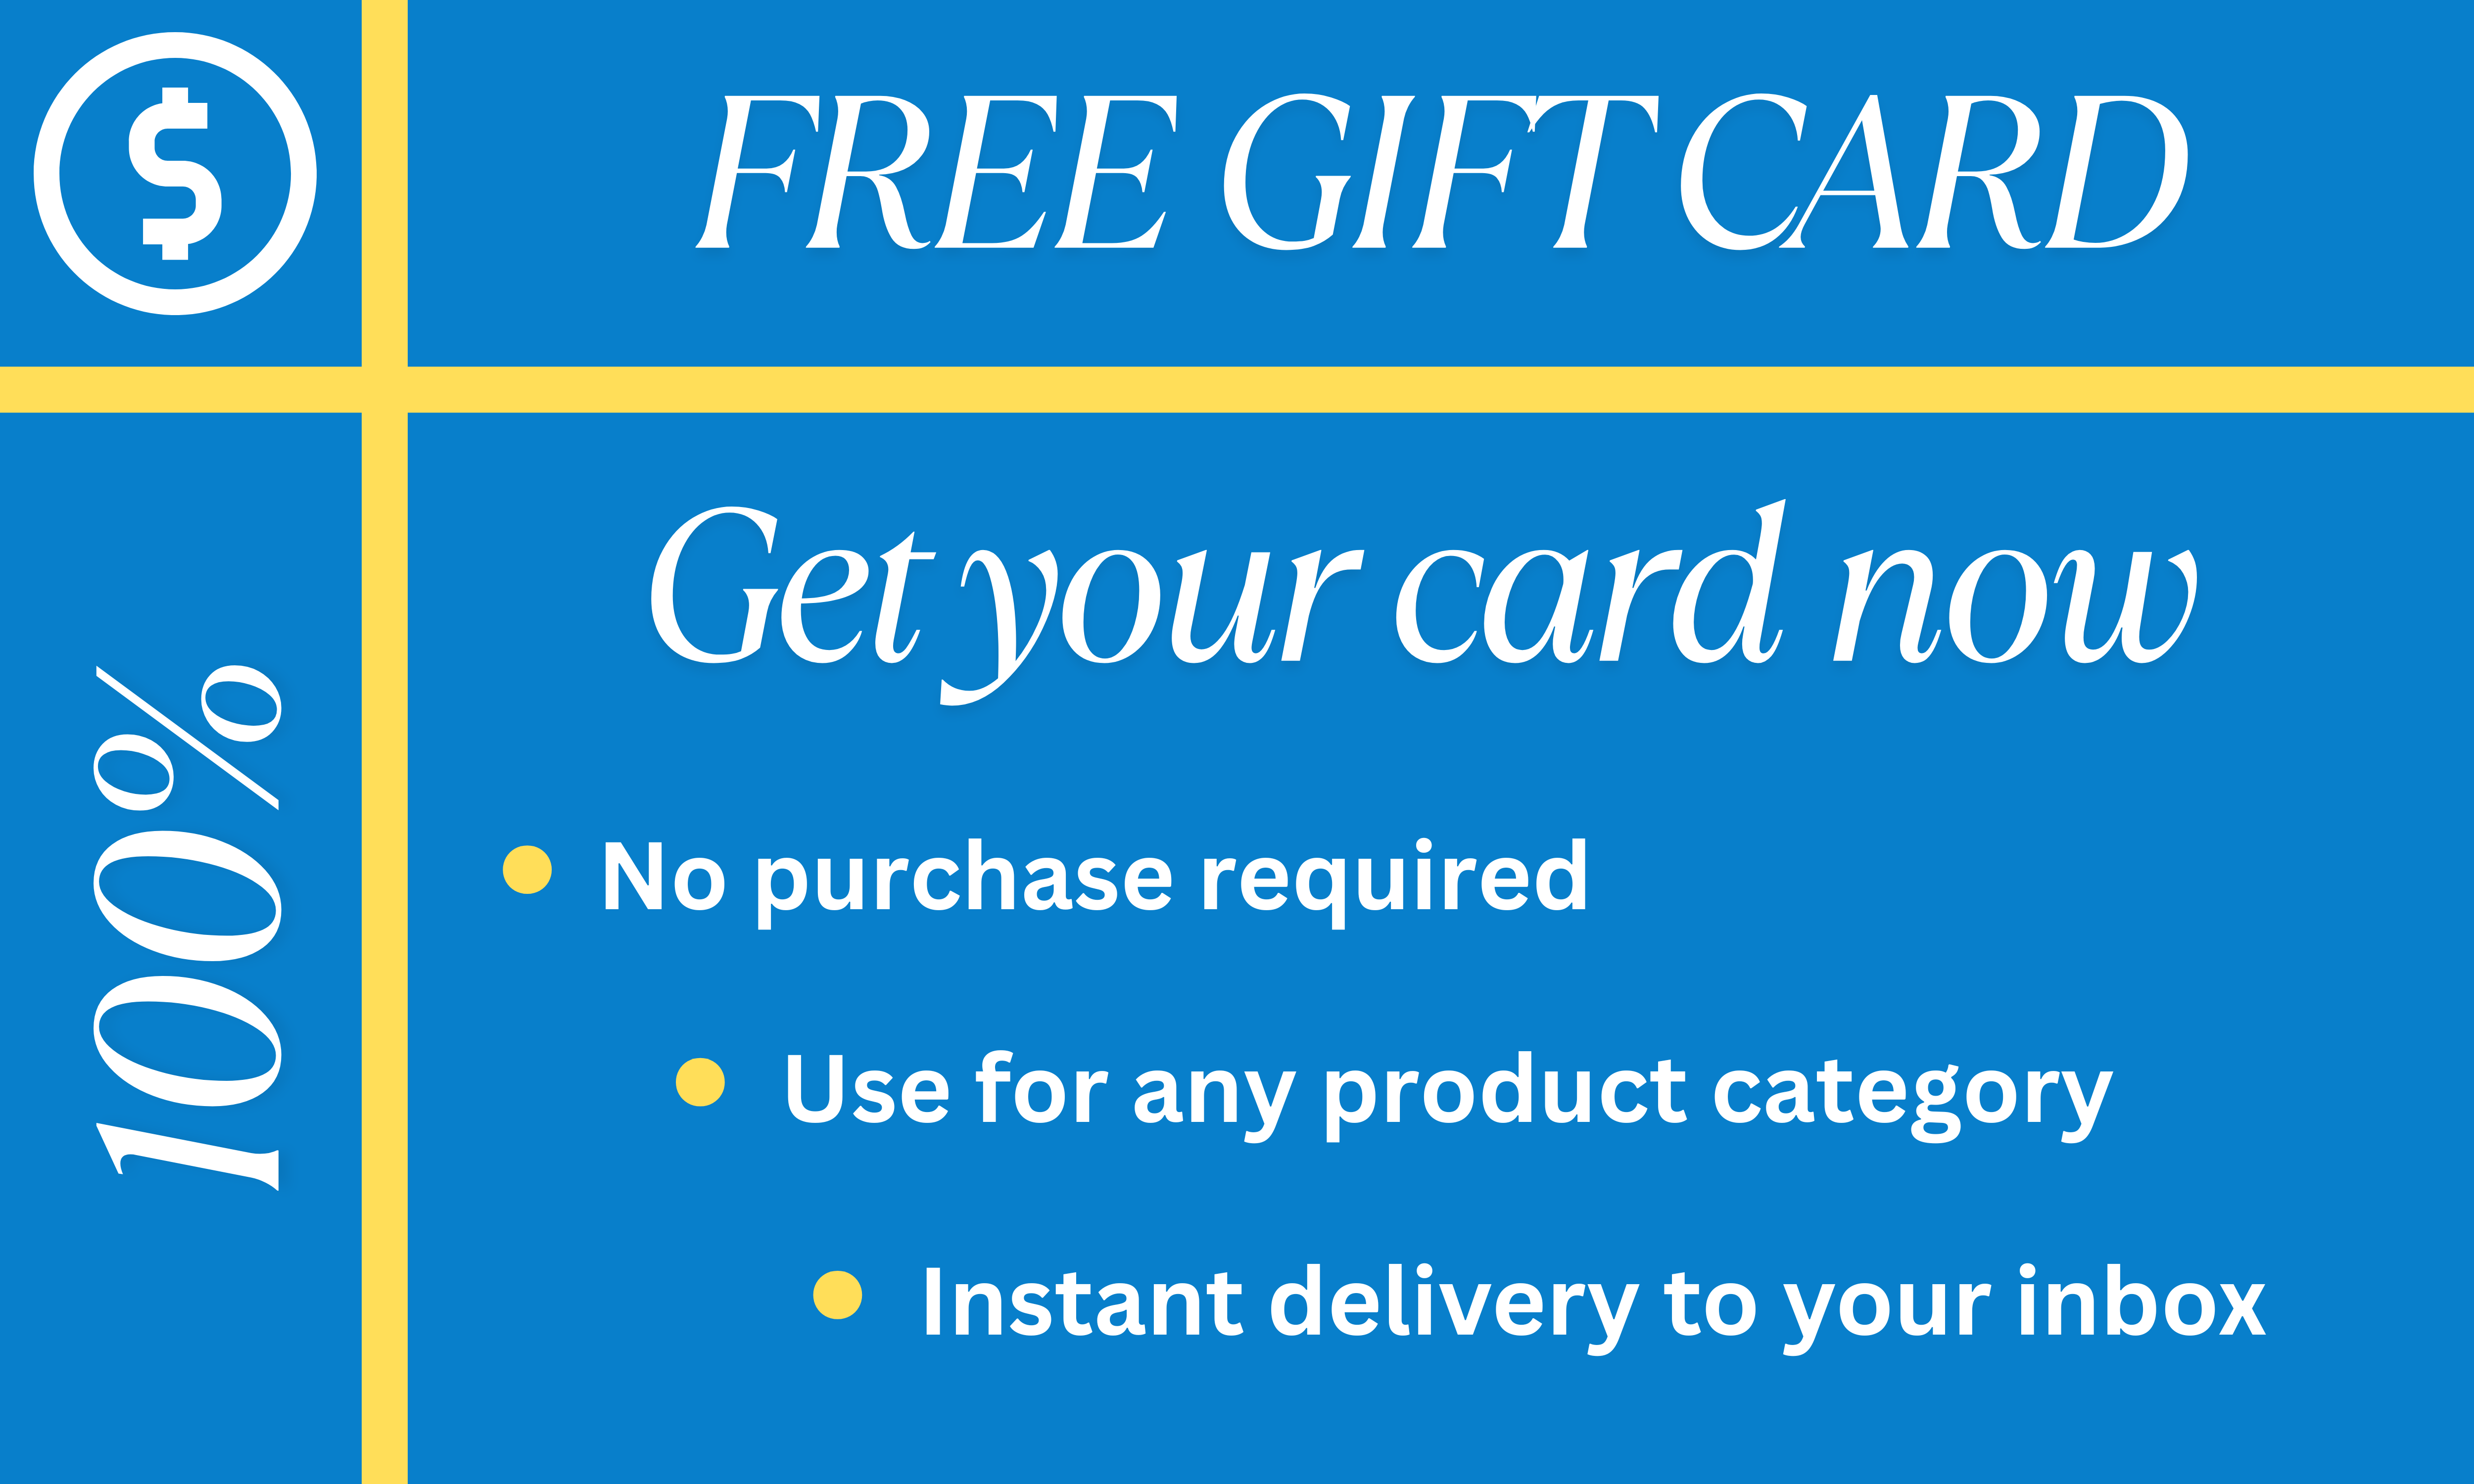 FREE GIFT CARD
Get your card now
100%
No purchase required
Use for any product category
Instant delivery to your inbox